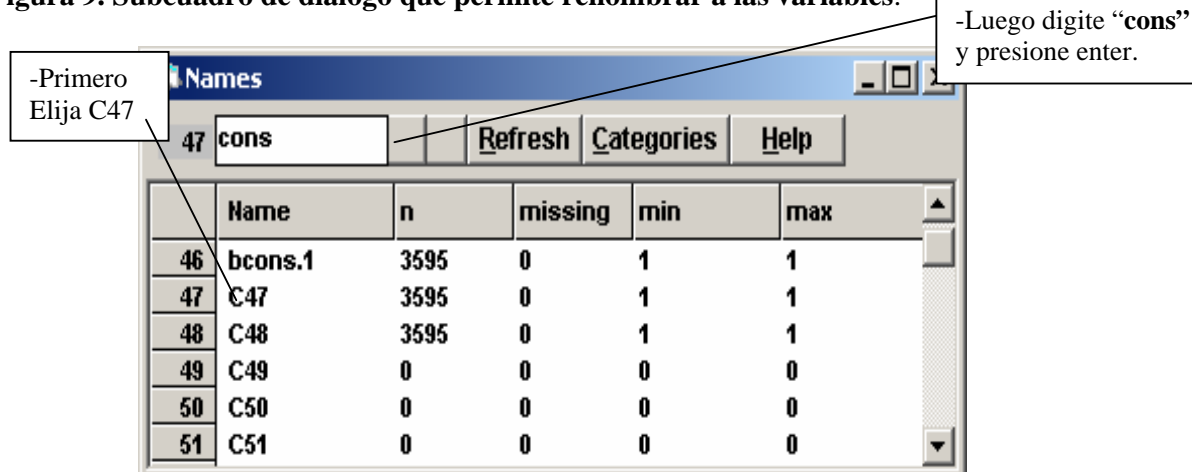 igura 9. Subcuadro de diálogo que permite renombrar a las variables.
-Luego digite “cons”
y presione enter.
-Primero
Elija C47
Names
47 cons Refresh Categories Help
Name n missing min max
46 bcons.1 3595 0 1 1
47 C47 3595 0 1 1
48 C48 3595 0 1 1
49 C49 0 0 0 0
50 C50 0 0 0 0
51 C51 0 0 0 0